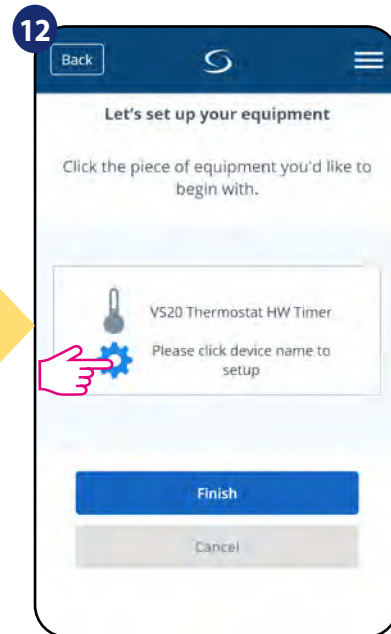 12
Back
Let's set up your equipment
Click the piece of equipment you'd like to
begin with.
VS20 Thermostat HW Timer
Please click device name to
setup
Finish
Cancel